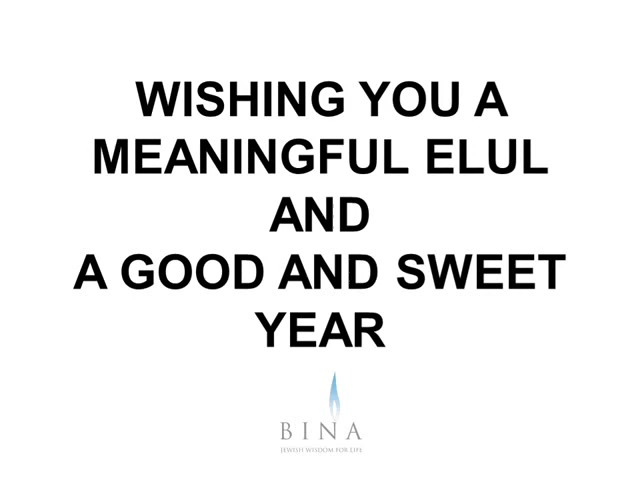 WISHING YOU A
MEANINGFUL ELUL
AND
A GOOD AND SWEET
YEAR
BINA
JEWISH WISDOM FOR LIFE